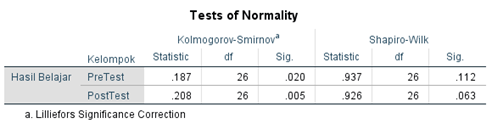 Tests of Normality
Kolmogorov-Smirnovᵃ Shapiro-Wilk
Kelompok Statistic df Sig. Statistic df Sig.
Hasil Belajar PreTest .187 26 .020 .937 26 .112
PostTest .208 26 .005 .926 26 .063
a. Lilliefors Significance Correction